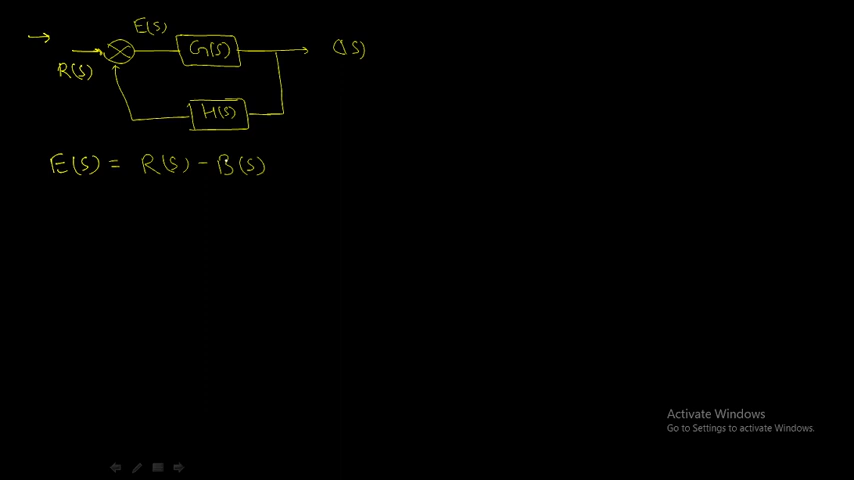 E(s)
G(s)
C(s)
R(s)
H(s)
E(s) = R(s) - B(s)
Activate Windows
Go to Settings to activate Windows.